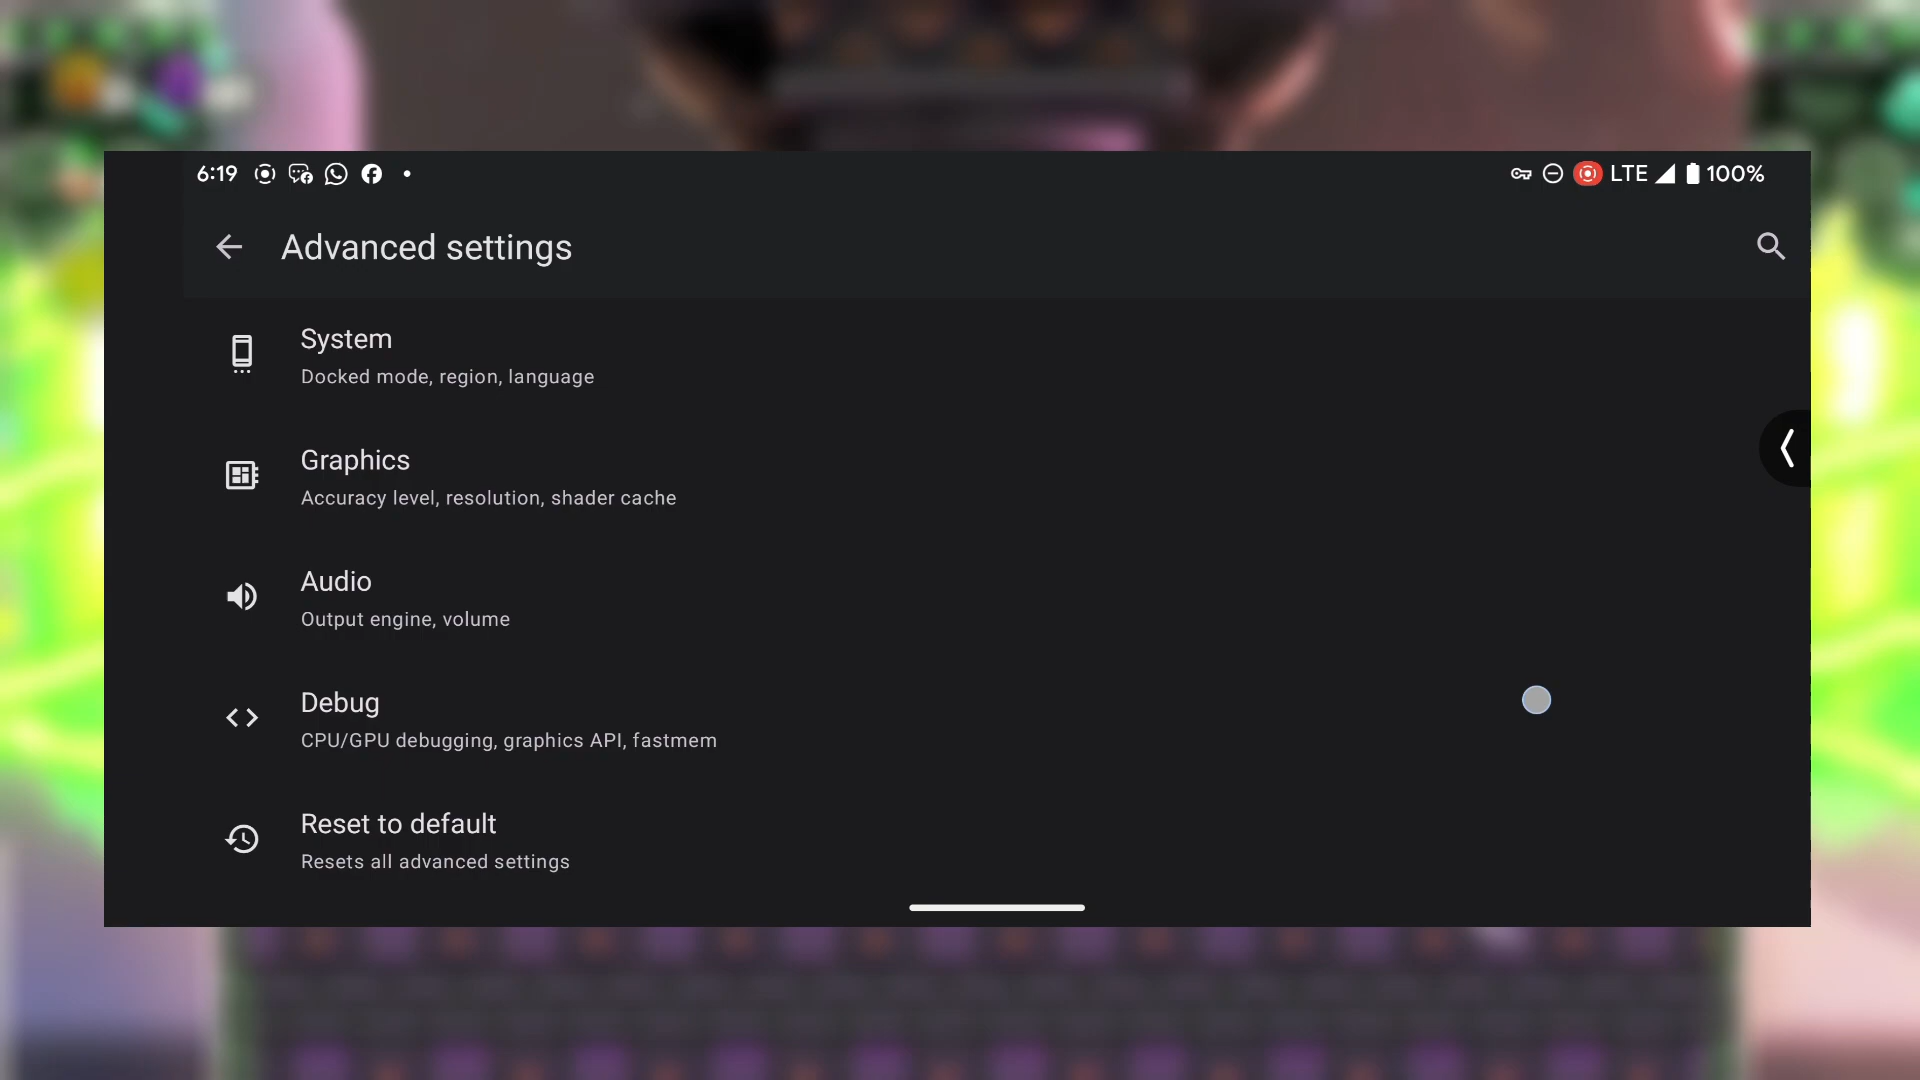 6:19
LTE 100%
Advanced settings
System
Docked mode, region, language
Graphics
Accuracy level, resolution, shader cache
Audio
Output engine, volume
Debug
CPU/GPU debugging, graphics API, fastmem
Reset to default
Resets all advanced settings